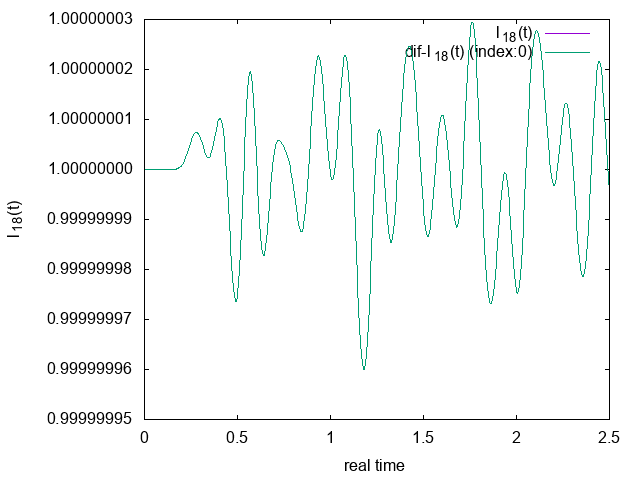 1.00000003
1.00000002
1.00000001
1.00000000
0.99999999
0.99999998
0.99999997
0.99999996
0.99999995
I18(t)
dif-I18(t) (index:0)
I18(t)
0 0.5 1 1.5 2 2.5
real time